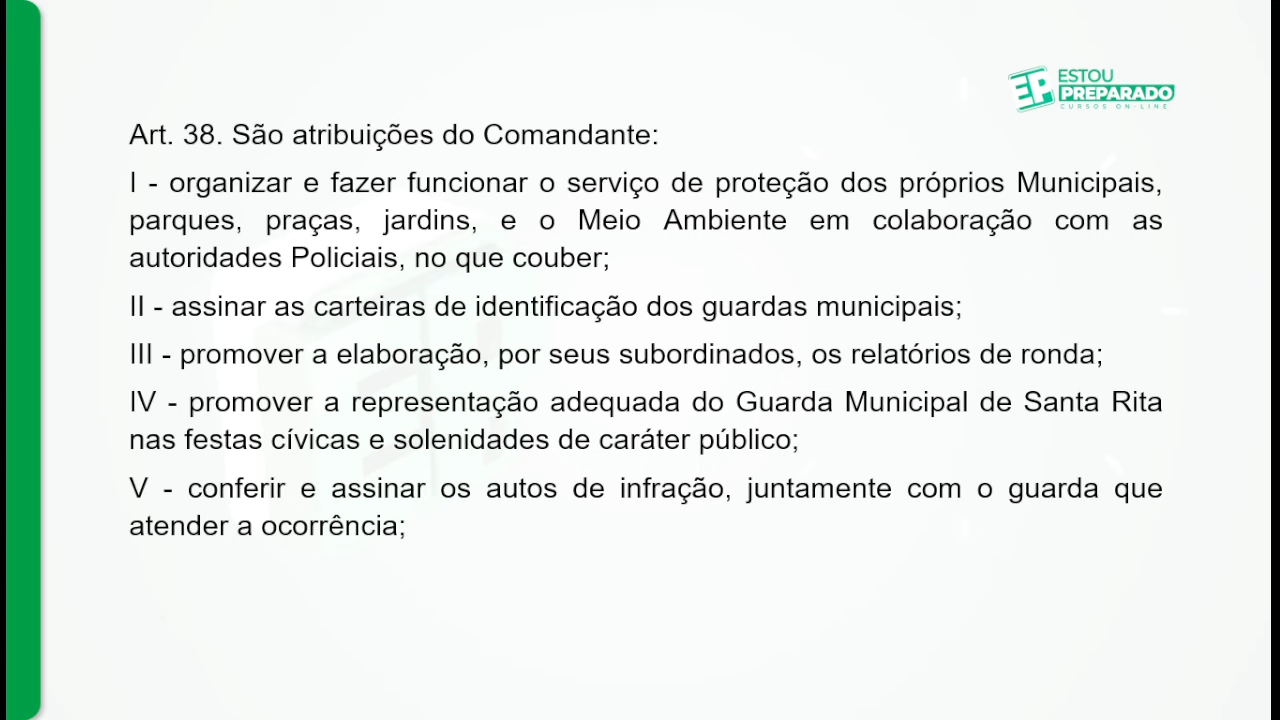 ESTOU
EP PREPARADO
CURSOS ON-LINE
Art. 38. São atribuições do Comandante:
I - organizar e fazer funcionar o serviço de proteção dos próprios Municipais,
parques, praças, jardins, e o Meio Ambiente em colaboração com as
autoridades Policiais, no que couber;
II - assinar as carteiras de identificação dos guardas municipais;
III - promover a elaboração, por seus subordinados, os relatórios de ronda;
IV - promover a representação adequada do Guarda Municipal de Santa Rita
nas festas cívicas e solenidades de caráter público;
V - conferir e assinar os autos de infração, juntamente com o guarda que
atender a ocorrência;